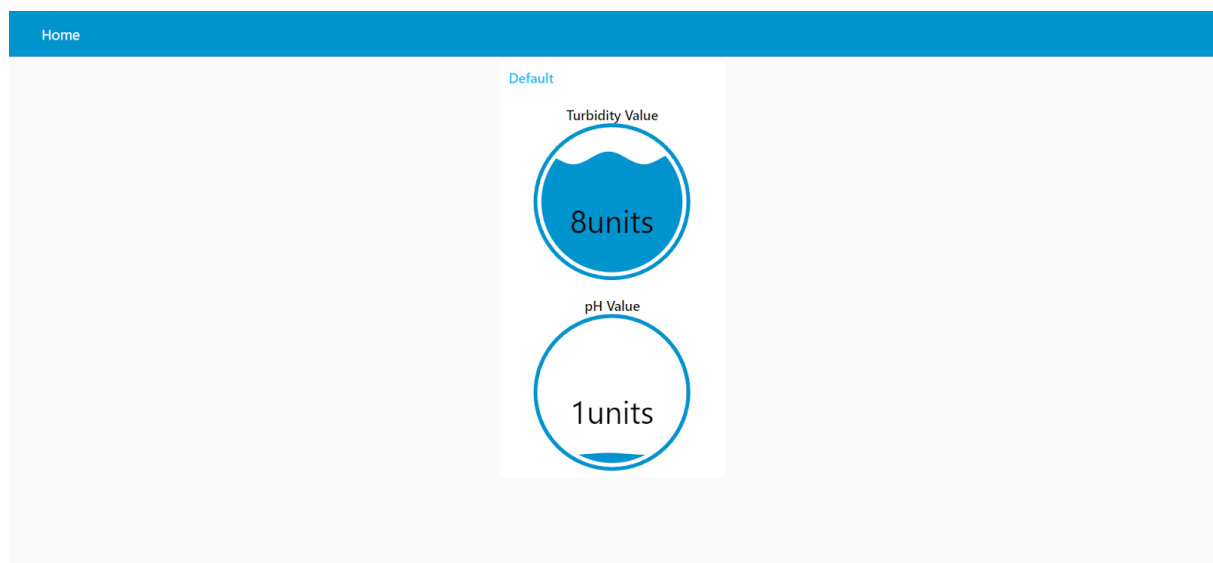 Home
Default
Turbidity Value
8units
pH Value
1units